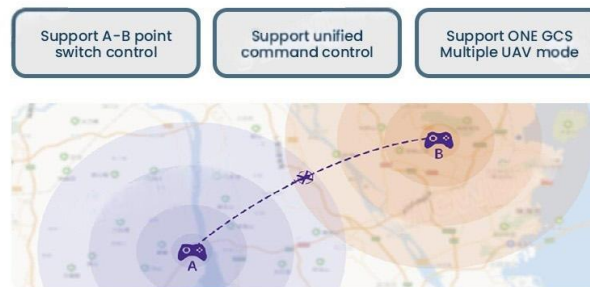 Support A-B point
switch control
Support unified
command control
Support ONE GCS
Multiple UAV mode
B
A